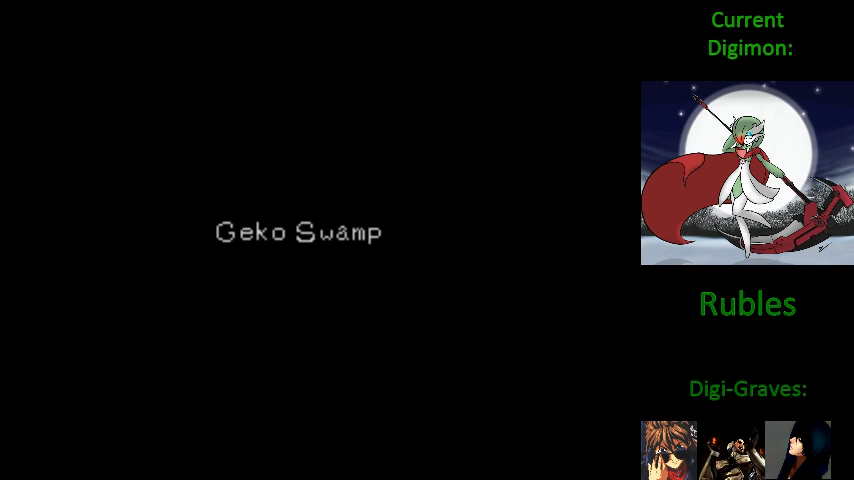 Geko Swamp
Current
Digimon:
Rubles
Digi-Graves: